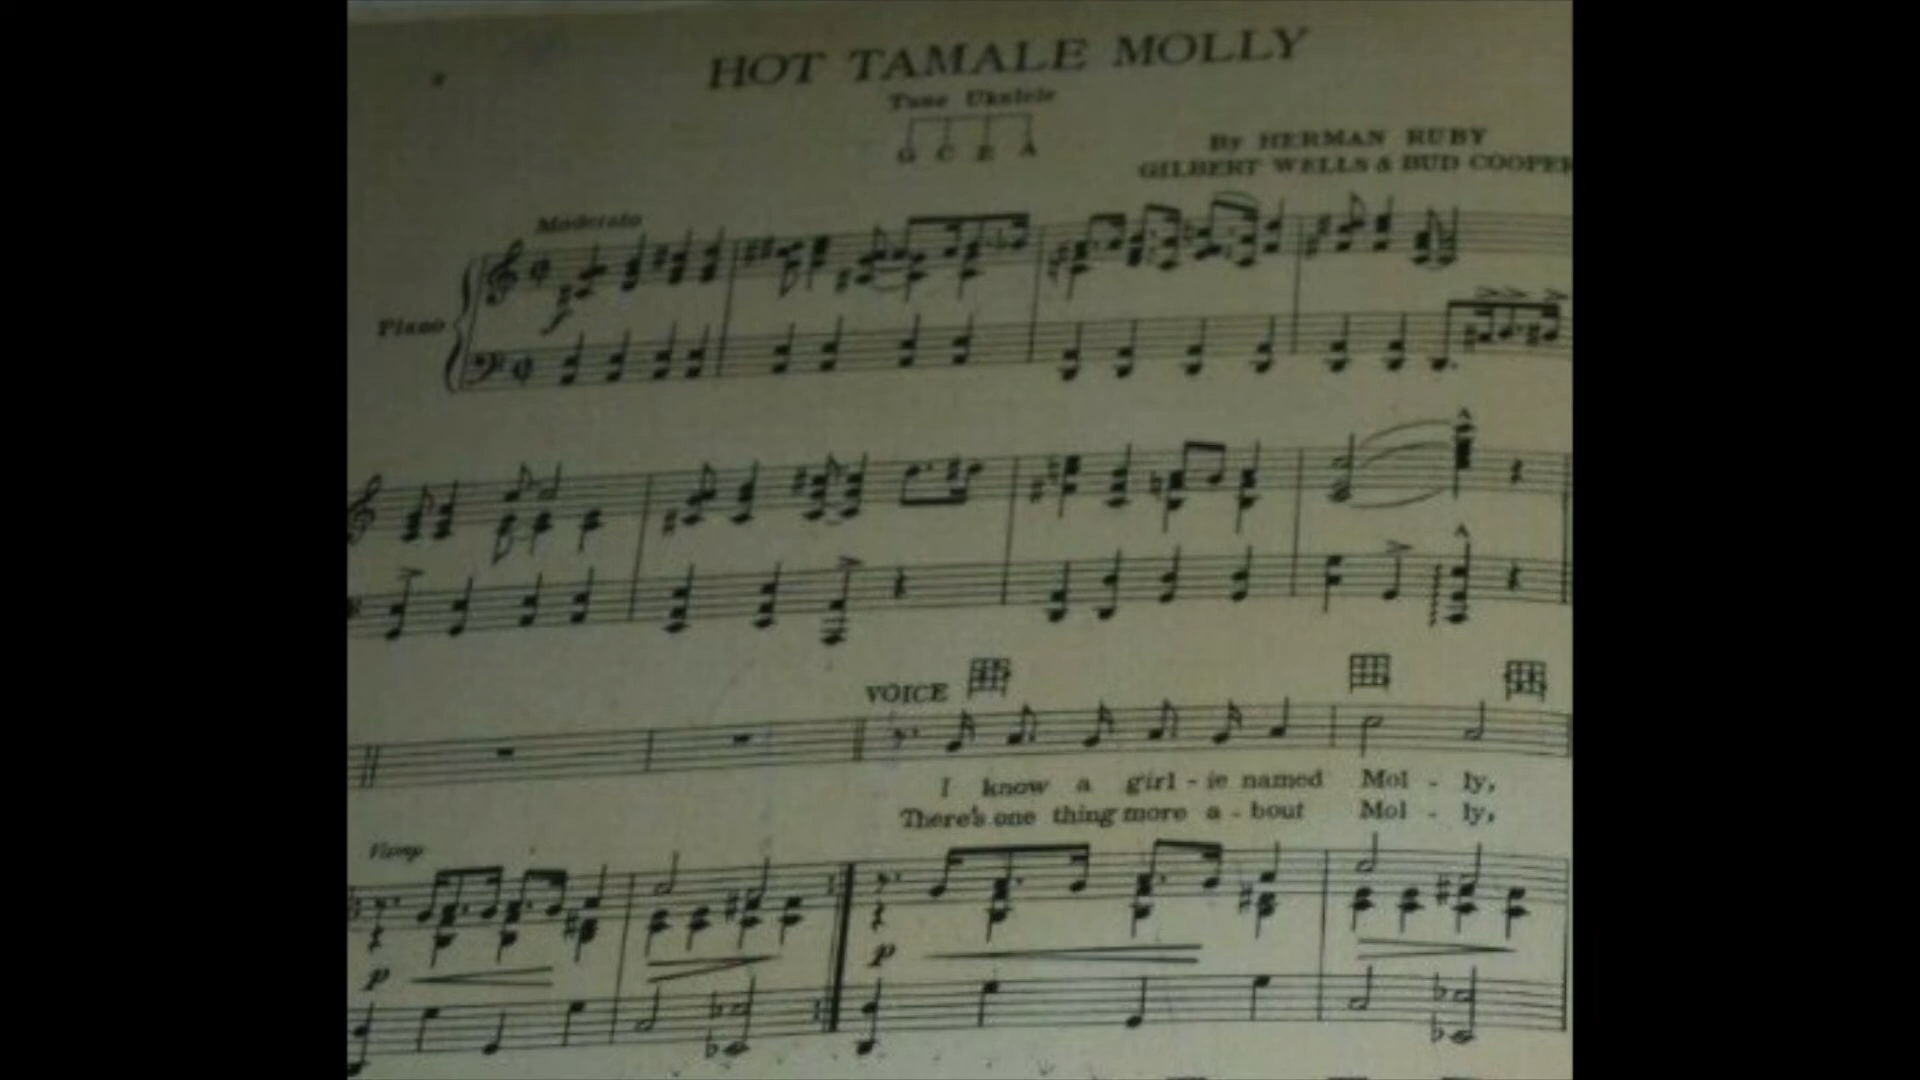 HOT TAMALE MOLLY
Tune Ukulele
G C E A
By HERMAN RUBY
GILBERT WELLS & BUD COOPER
Moderato
Piano
f
VOICE
I know a girl - ie named Mol - ly,
There's one thing more a - bout Mol - ly,
Vamp
p
p